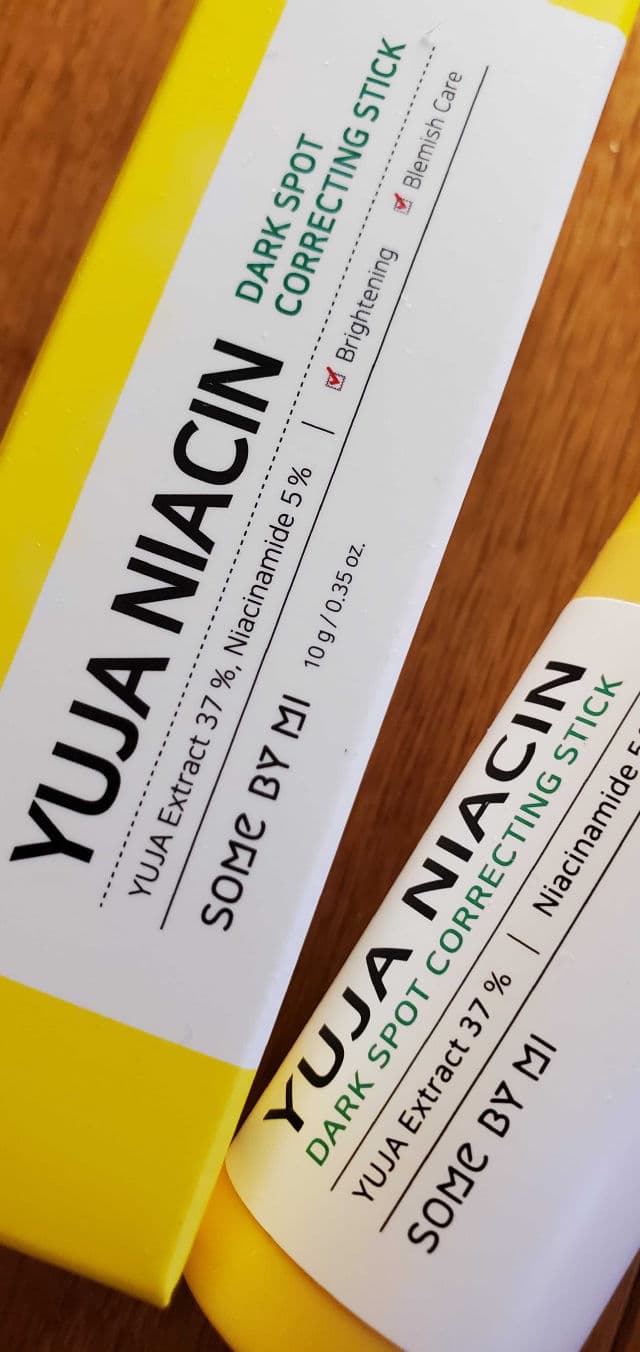 YUJA NIACIN
DARK SPOT
CORRECTING STICK
YUJA Extract 37 %, Niacinamide 5 % | Brightening Blemish Care
SOME BY MI 10 g / 0.35 oz.
YUJA NIACIN
DARK SPOT CORRECTING STICK
YUJA Extract 37 % | Niacinamide
SOME BY MI